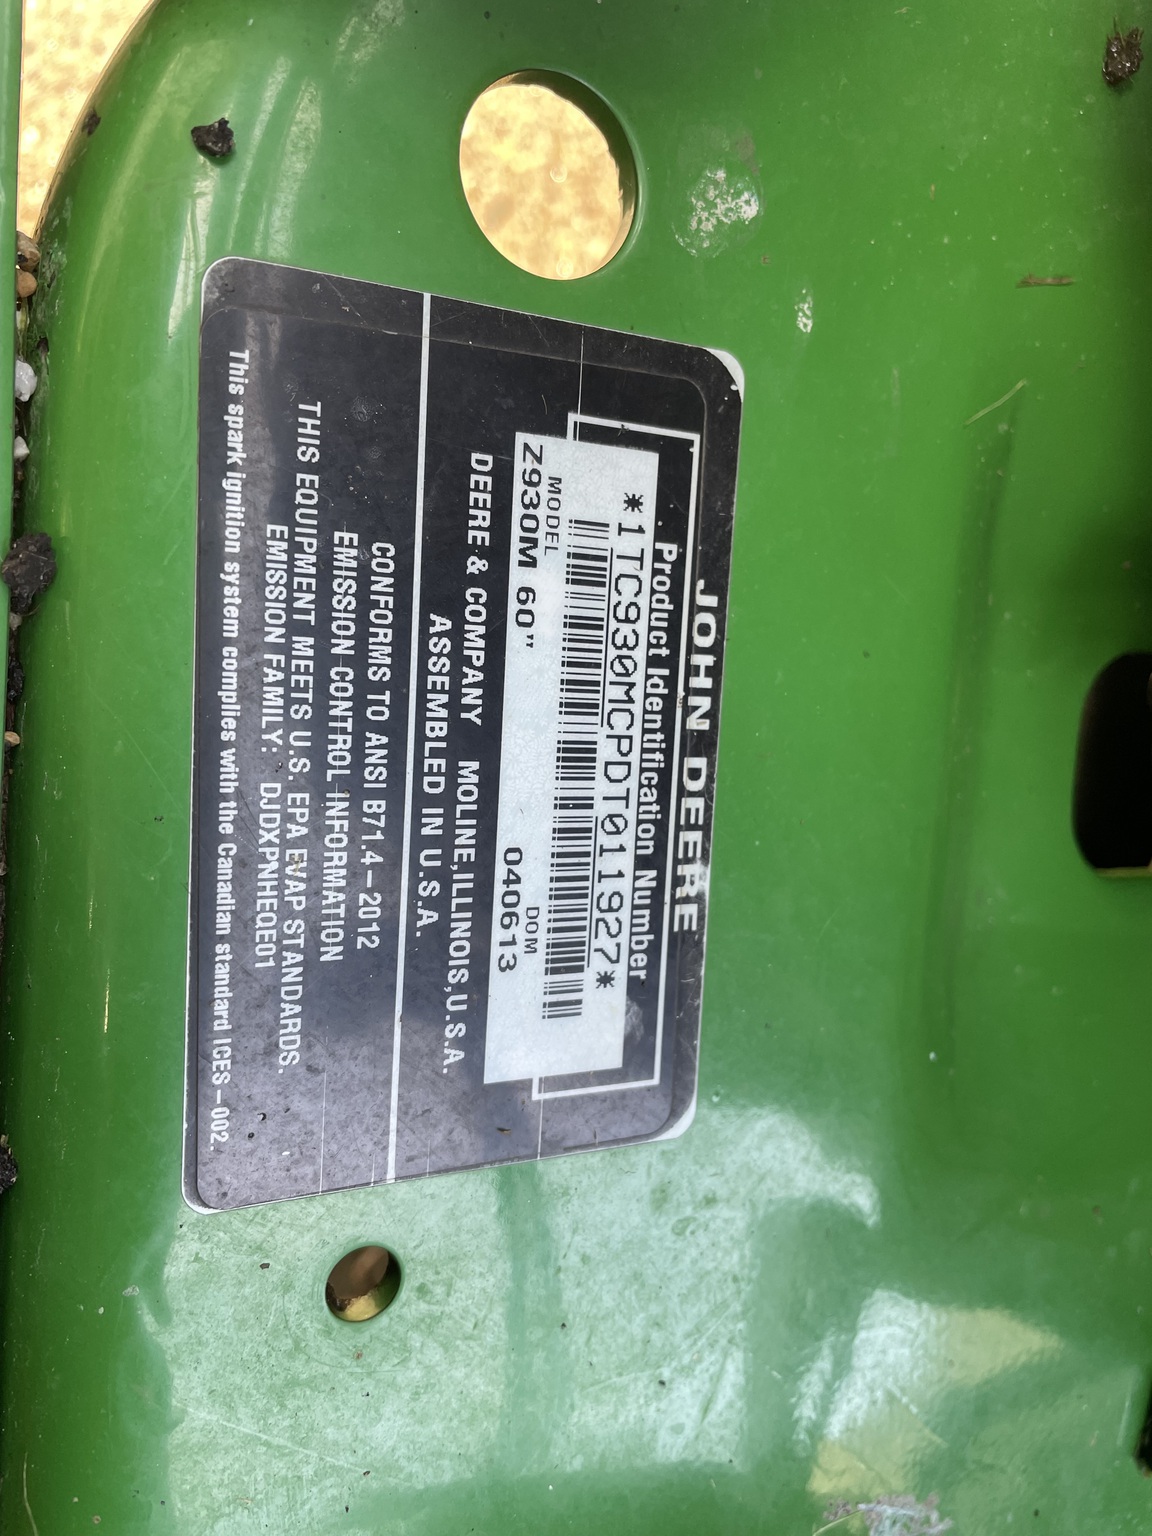 JOHN DEERE
Product Identification Number
*1TC930MCPDT011927*
MODEL DOM
Z930M 60" 040613
DEERE & COMPANY MOLINE,ILLINOIS,U.S.A.
ASSEMBLED IN U.S.A.
CONFORMS TO ANSI B71.4-2012
EMISSION CONTROL INFORMATION
THIS EQUIPMENT MEETS U.S. EPA EVAP STANDARDS.
EMISSION FAMILY: DJDXPNHEQE01
This spark ignition system complies with the Canadian standard ICES-002.